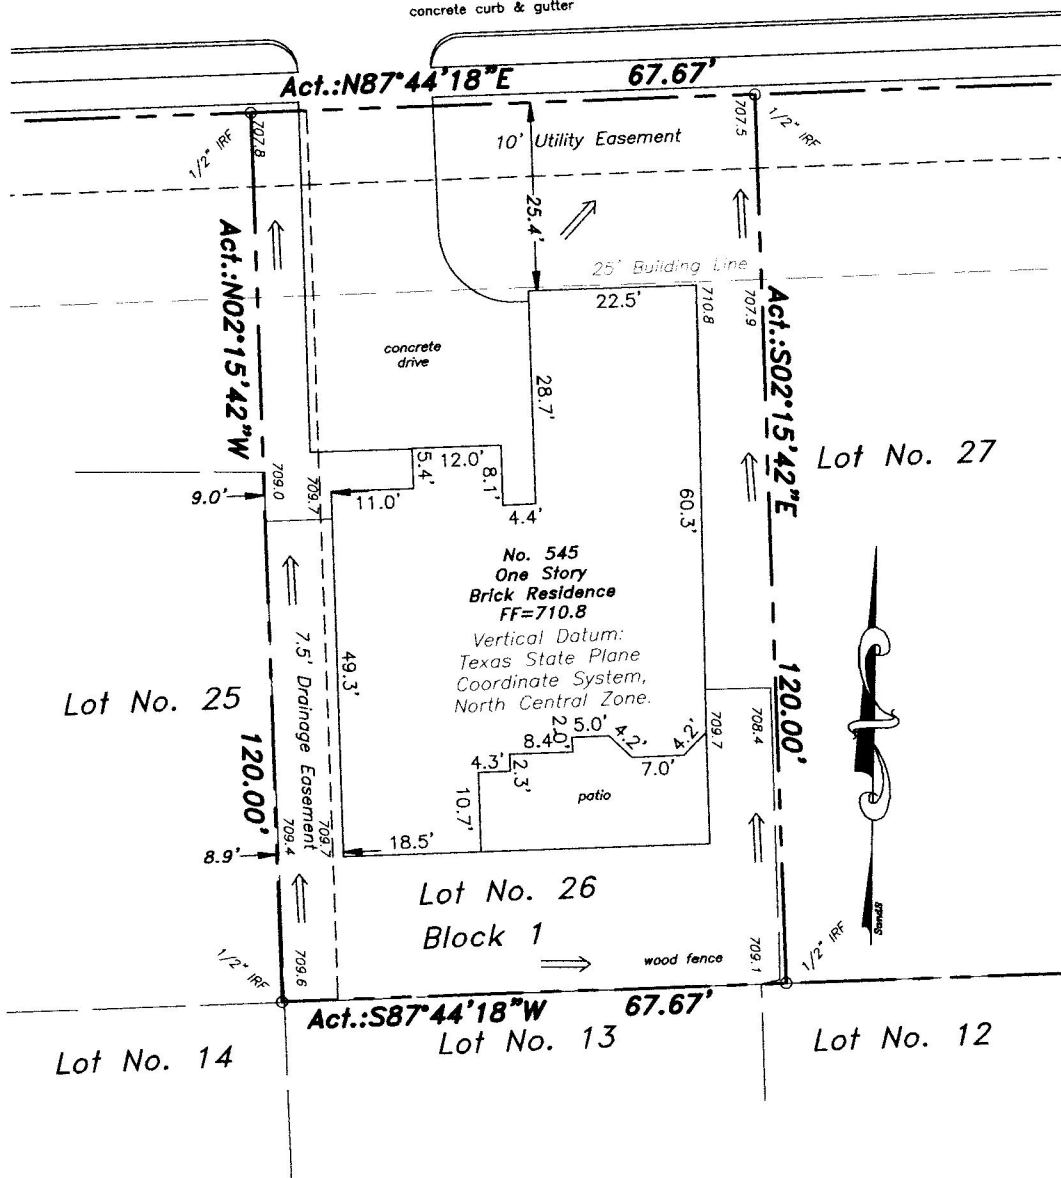 concrete curb & gutter
Act.:N87°44'18"E 67.67'
1/2" IRF
707.8
10' Utility Easement
707.5
1/2" IRF
25.4'
Act.:N02°15'42"W
25' Building Line
22.5'
710.8
707.9
Act.:S02°15'42"E
concrete
drive
28.7'
12.0'
5.4'
8.1'
11.0'
4.4'
9.0'
709.0
709.7
60.3'
Lot No. 27
No. 545
One Story
Brick Residence
FF=710.8
Vertical Datum:
Texas State Plane
Coordinate System,
North Central Zone.
7.5' Drainage Easement
49.3'
Lot No. 25
120.00'
120.00'
709.7
708.4
2.0'
5.0'
4.2'
4.2'
8.4'
7.0'
4.3'
2.3'
10.7'
patio
18.5'
8.9'
709.4
709.7
Lot No. 26
Block 1
wood fence
709.1
1/2" IRF
SandS
1/2" IRF
709.6
Act.:S87°44'18"W 67.67'
Lot No. 14
Lot No. 13
Lot No. 12